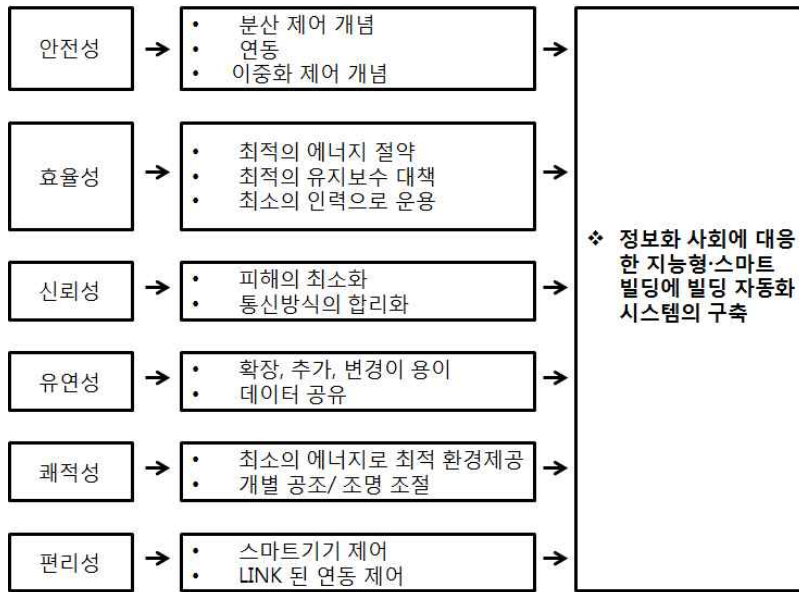 안전성
• 분산 제어 개념
• 연동
• 이중화 제어 개념
효율성
• 최적의 에너지 절약
• 최적의 유지보수 대책
• 최소의 인력으로 운용
신뢰성
• 피해의 최소화
• 통신방식의 합리화
유연성
• 확장, 추가, 변경이 용이
• 데이터 공유
쾌적성
• 최소의 에너지로 최적 환경제공
• 개별 공조/ 조명 조절
편리성
• 스마트기기 제어
• LINK 된 연동 제어
❖ 정보화 사회에 대응
한 지능형·스마트
빌딩에 빌딩 자동화
시스템의 구축